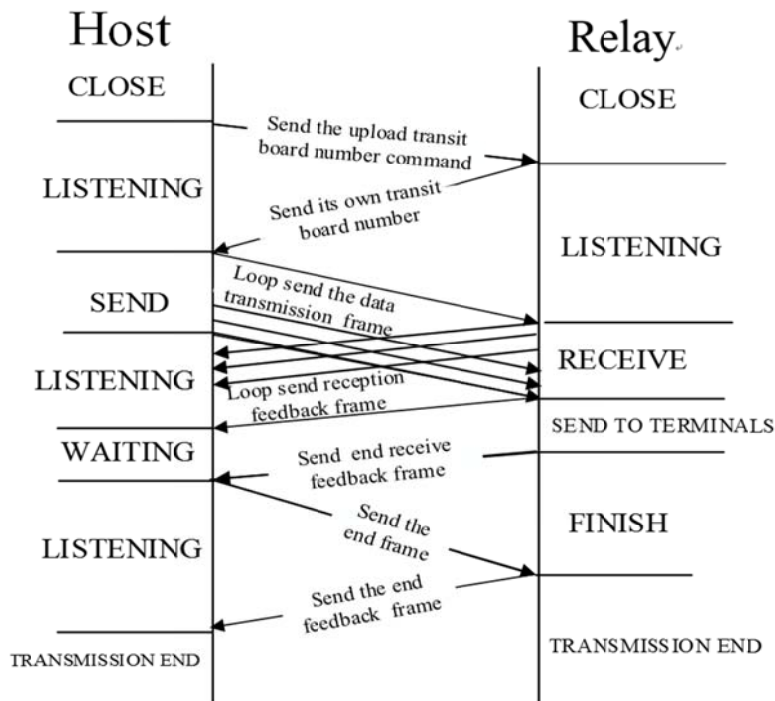 Host
Relay
CLOSE
CLOSE
Send the upload transit
board number command
LISTENING
Send its own transit
board number
LISTENING
Loop send the data
transmission frame
SEND
RECEIVE
LISTENING
Loop send reception
feedback frame
SEND TO TERMINALS
WAITING
Send end receive
feedback frame
Send the
end frame
FINISH
LISTENING
Send the end
feedback frame
TRANSMISSION END
TRANSMISSION END